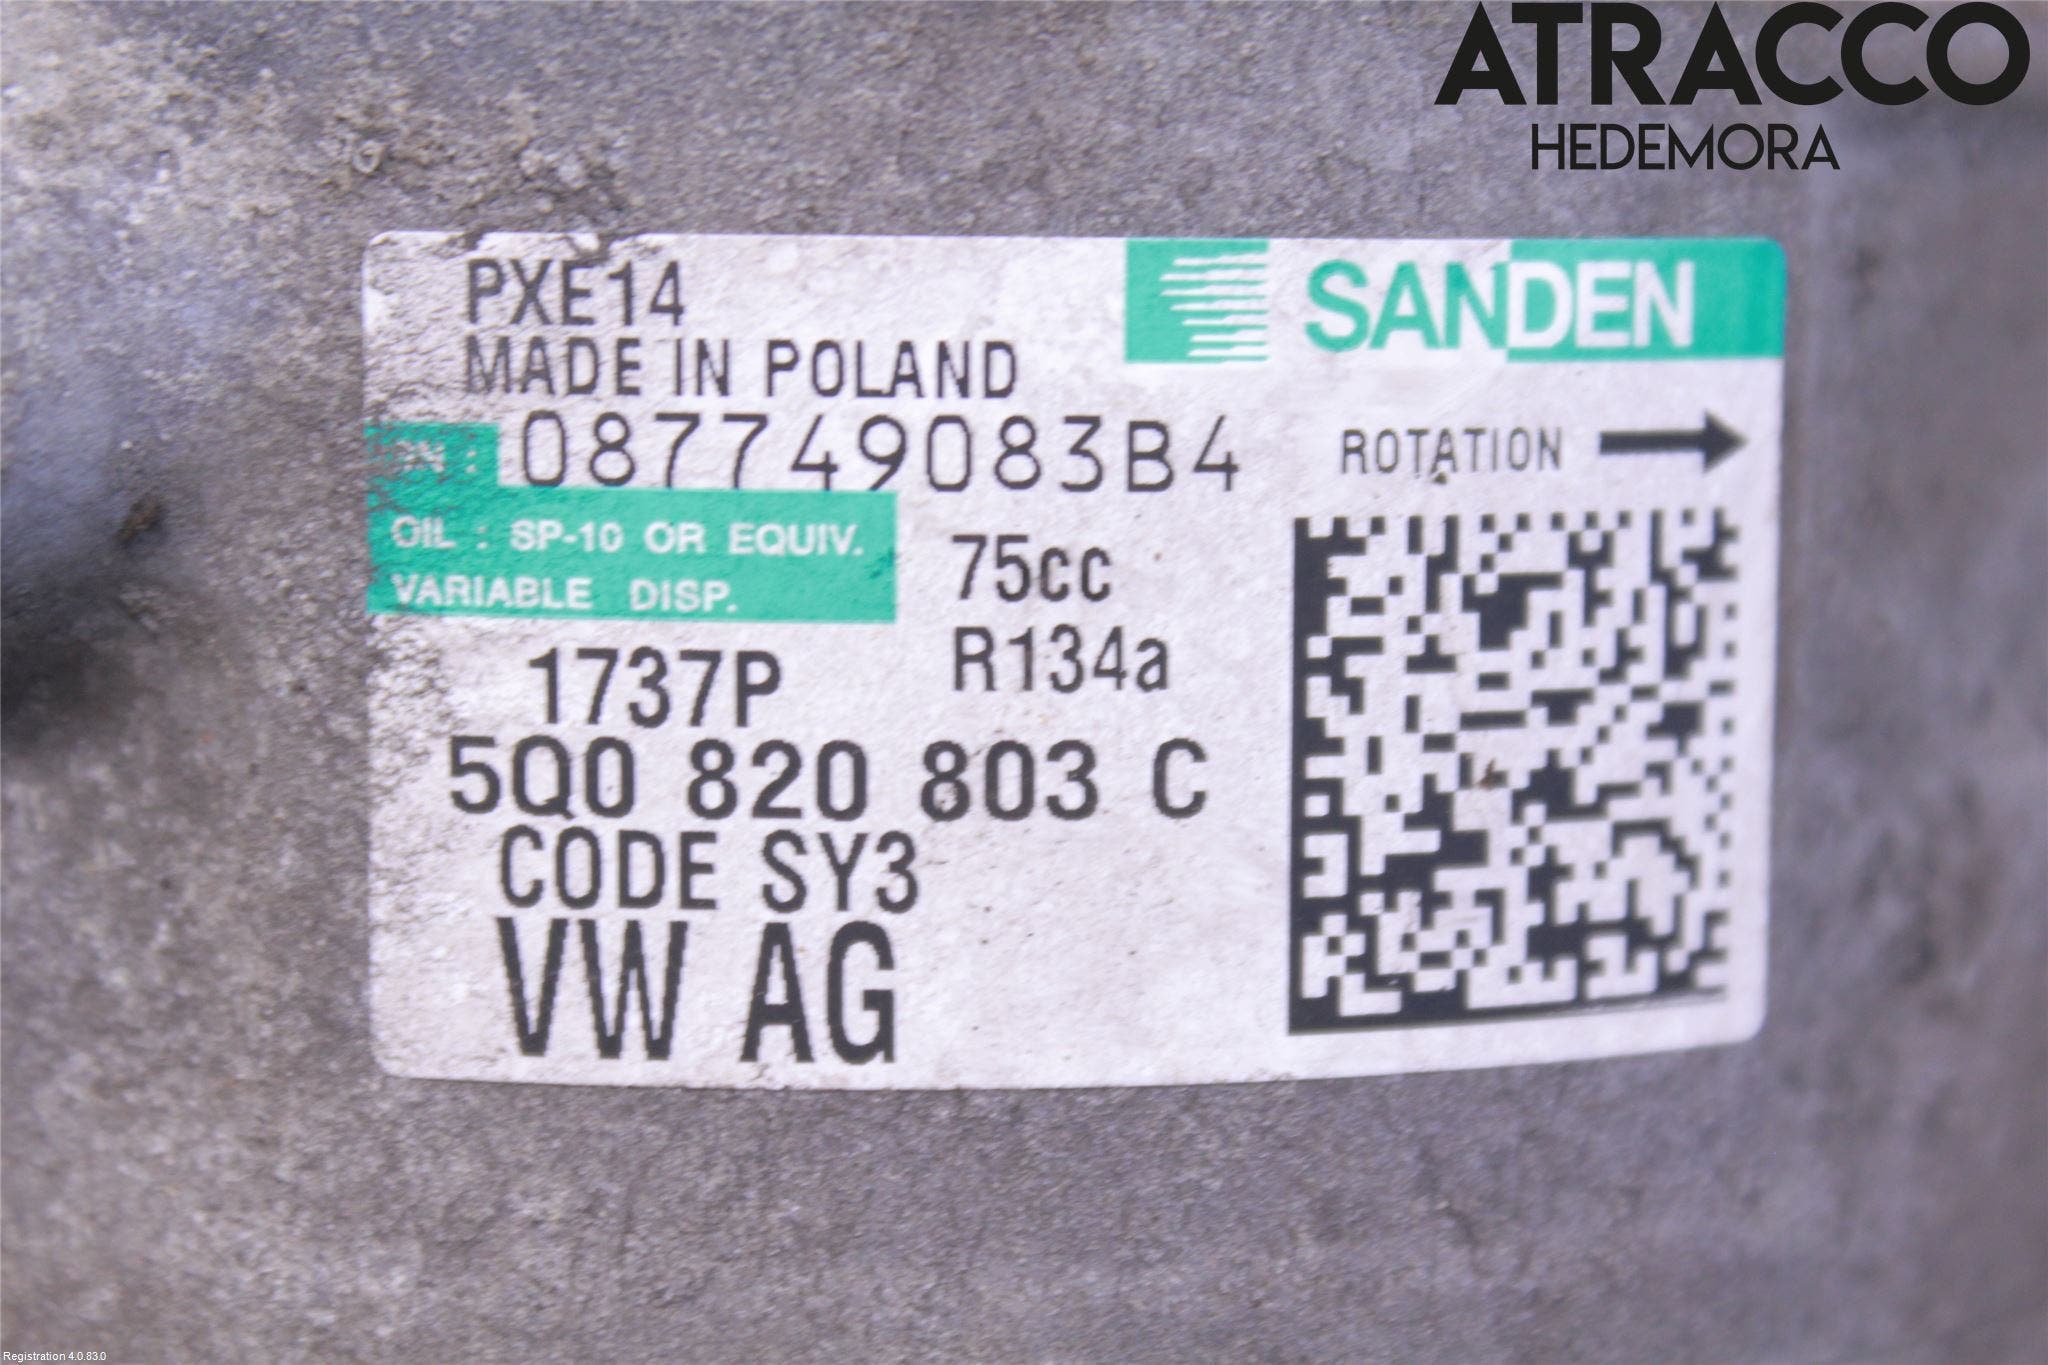 ATRACCO
HEDEMORA
PXE14
SANDEN
MADE IN POLAND
N: 087749083B4
ROTATION
OIL : SP-10 OR EQUIV.
VARIABLE DISP.
75cc
1737P
R134a
5Q0 820 803 C
CODE SY3
VW AG
Registration 4.0.83.0